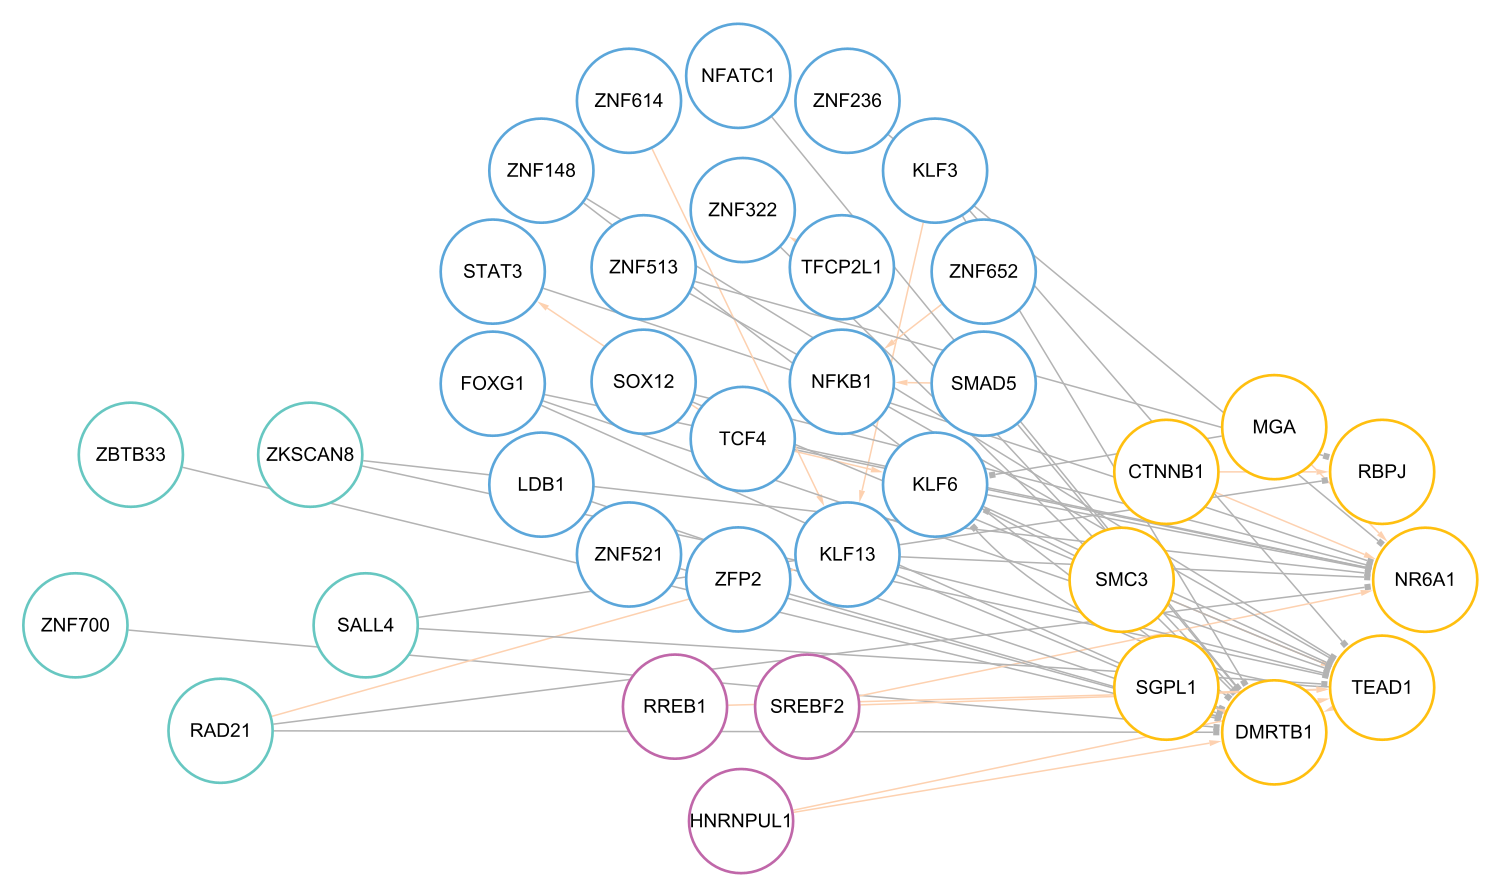 NFATC1
ZNF614
ZNF236
ZNF148
KLF3
ZNF322
STAT3
ZNF513
TFCP2L1
ZNF652
FOXG1
SOX12
NFKB1
SMAD5
TCF4
MGA
ZBTB33
ZKSCAN8
LDB1
KLF6
CTNNB1
RBPJ
ZNF521
ZFP2
KLF13
SMC3
NR6A1
ZNF700
SALL4
RREB1
SREBF2
SGPL1
TEAD1
RAD21
DMRTB1
HNRNPUL1